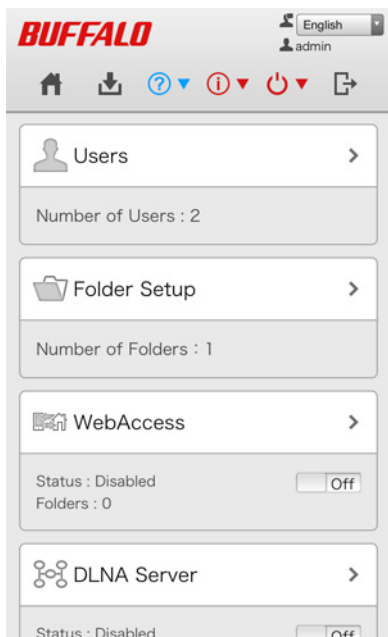 BUFFALO
English
admin
Users
Number of Users : 2
Folder Setup
Number of Folders : 1
WebAccess
Status : Disabled
Off
Folders : 0
DLNA Server
Status : Disabled
Off